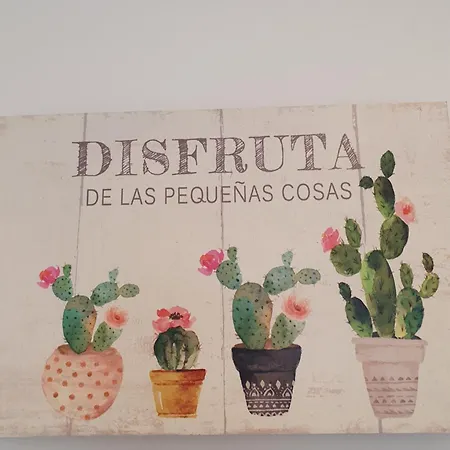 DISFRUTA
DE LAS PEQUEÑAS COSAS